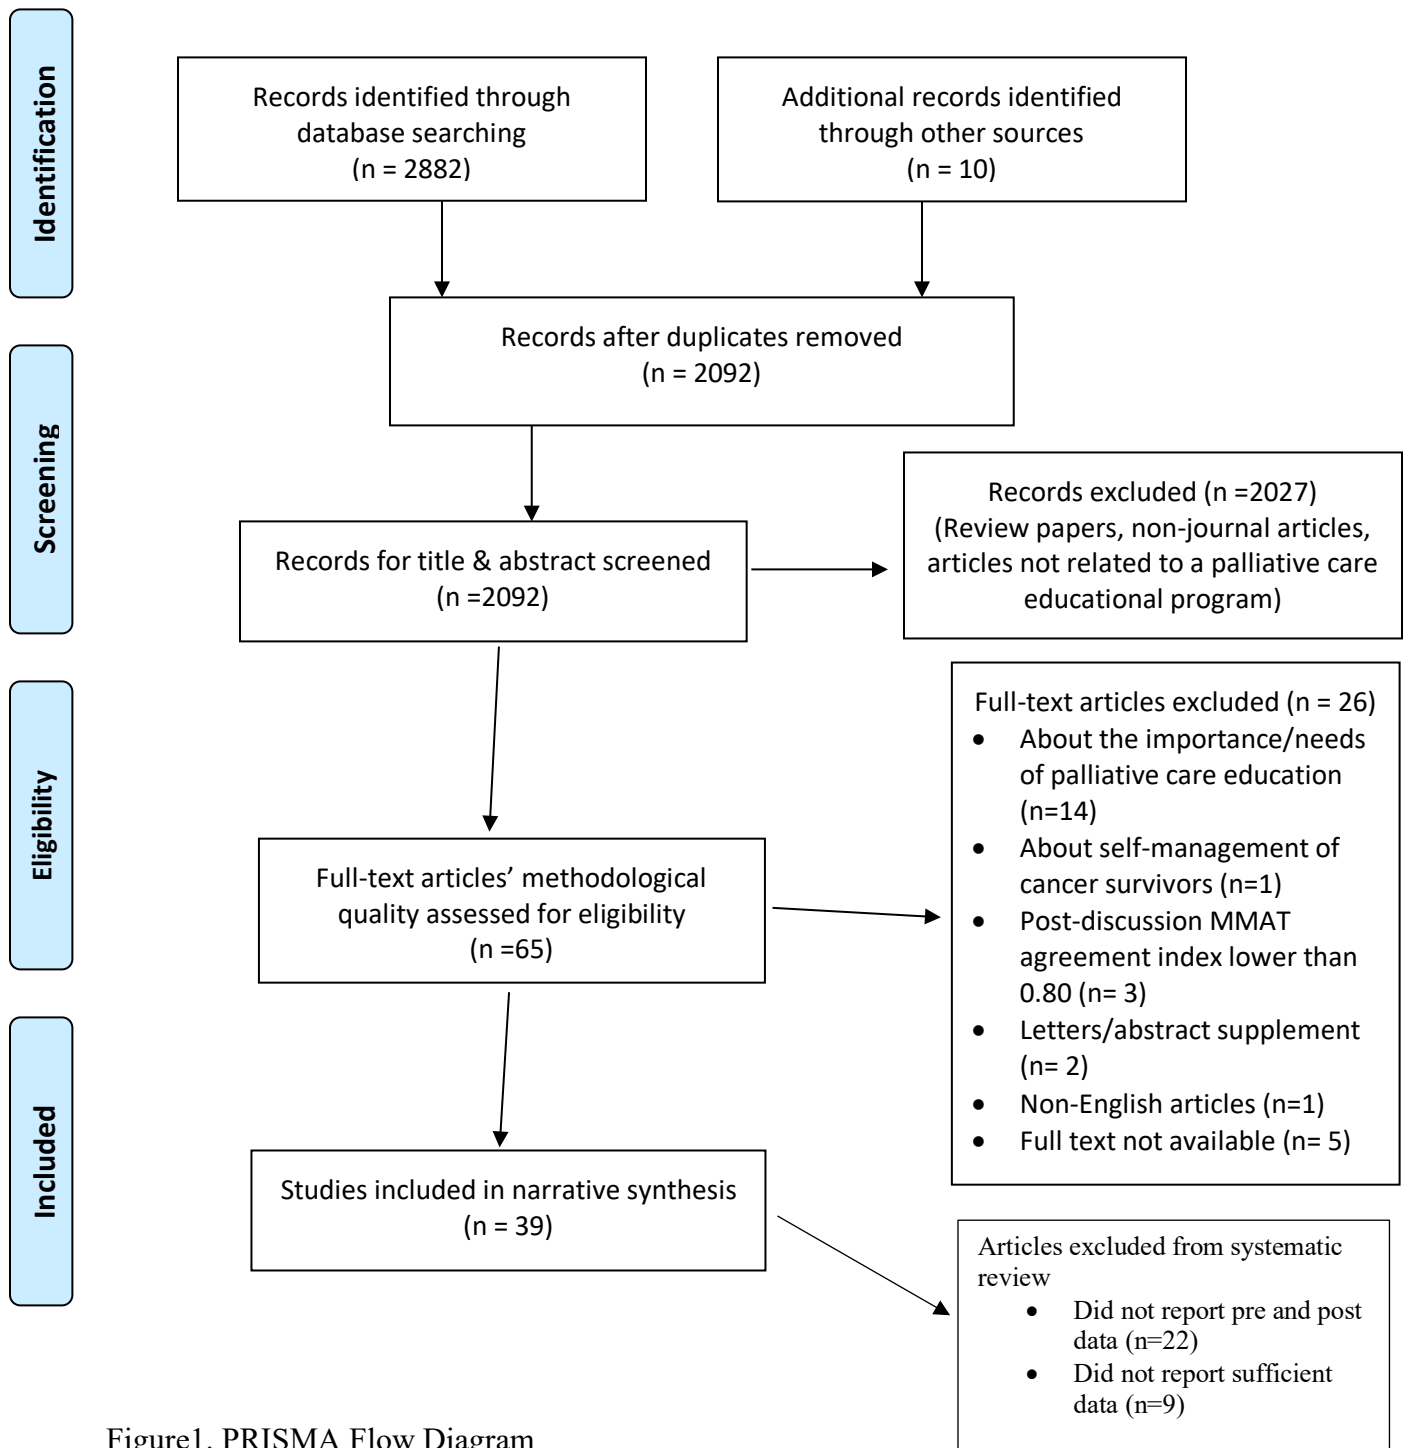 Identification
Records identified through
database searching
(n = 2882)
Additional records identified
through other sources
(n = 10)
Records after duplicates removed
(n = 2092)
Screening
Records for title & abstract screened
(n =2092)
Records excluded (n =2027)
(Review papers, non-journal articles,
articles not related to a palliative care
educational program)
Eligibility
Full-text articles’ methodological
quality assessed for eligibility
(n =65)
Full-text articles excluded (n = 26)
• About the importance/needs
of palliative care education
(n=14)
• About self-management of
cancer survivors (n=1)
• Post-discussion MMAT
agreement index lower than
0.80 (n= 3)
• Letters/abstract supplement
(n= 2)
• Non-English articles (n=1)
• Full text not available (n= 5)
Included
Studies included in narrative synthesis
(n = 39)
Articles excluded from systematic
review
• Did not report pre and post
data (n=22)
• Did not report sufficient
data (n=9)
Figure1. PRISMA Flow Diagram